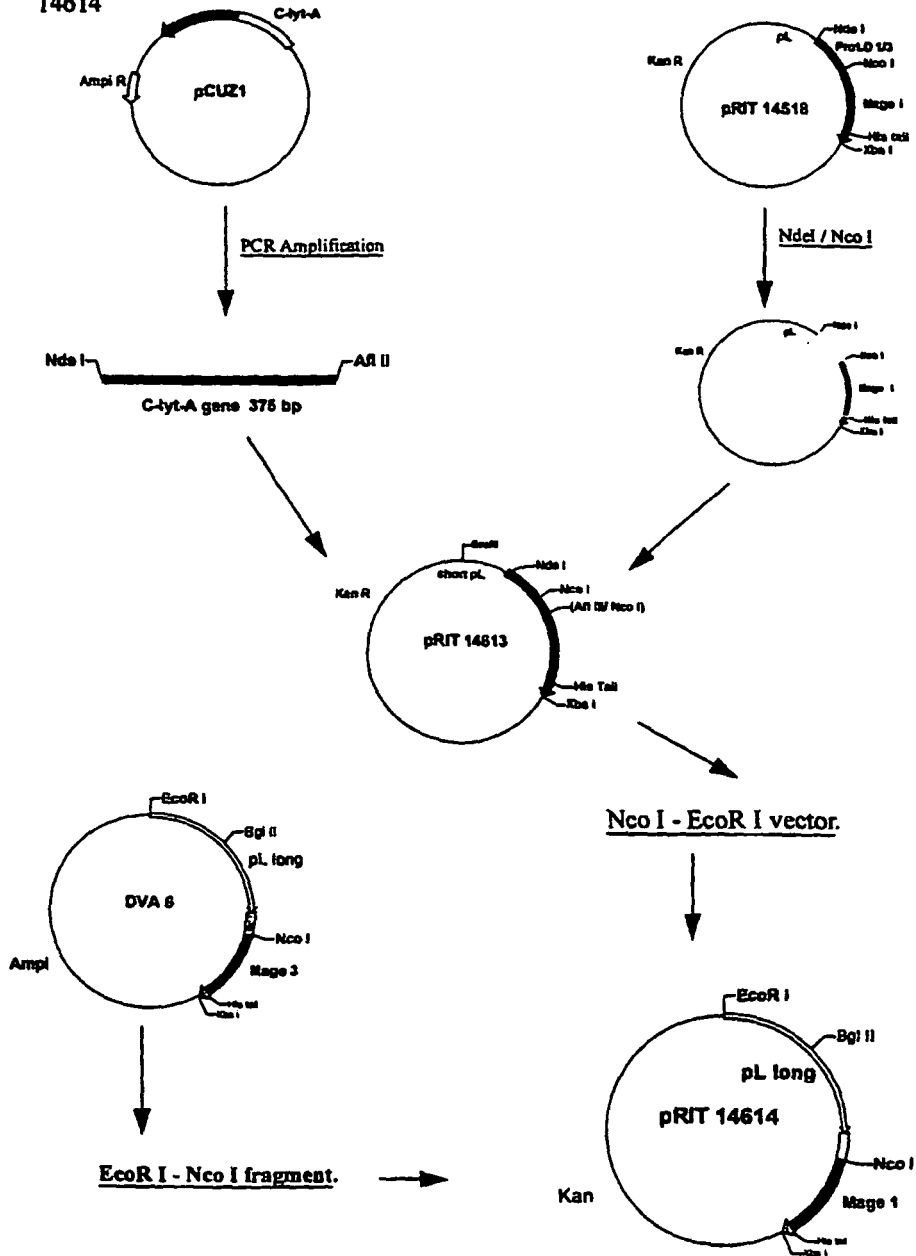 14614
C-lyt-A
Ampi R
pCUZ1
PCR Amplification
Nde I
Afl II
C-lyt-A gene 375 bp
Nde I
pL
Prot.D 1/3
Kan R
Nco I
pRIT 14518
Mage 1
His tail
Xba I
NdeI / Nco I
pL
Nde I
Kan R
Nco I
Mage 1
His tail
Xba I
Nde I
short pL
Kan R
Nco I
(Afl III/ Nco I)
pRIT 14613
His Tail
Xba I
Nco I - EcoR I vector.
EcoR I
Bgl II
pL long
DVA 6
Nco I
Ampi
Mage 3
His tail
Xba I
EcoR I - Nco I fragment.
EcoR I
Bgl II
pL long
pRIT 14614
Nco I
Kan
Mage 1
His tail
Xba I